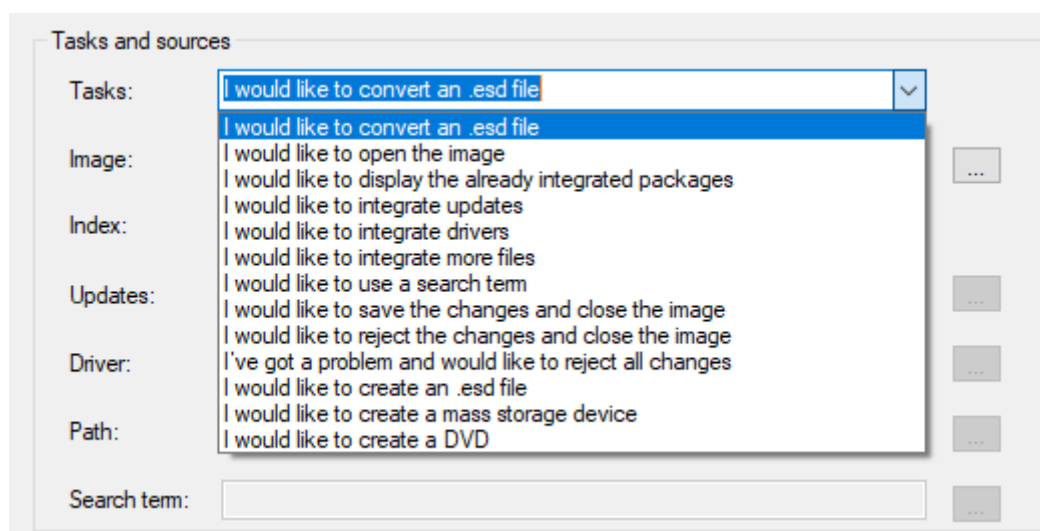 Tasks and sources
Tasks:
I would like to convert an .esd file
I would like to convert an .esd file
Image:
I would like to open the image
...
I would like to display the already integrated packages
I would like to integrate updates
Index:
I would like to integrate drivers
I would like to integrate more files
I would like to use a search term
Updates:
...
I would like to save the changes and close the image
I would like to reject the changes and close the image
Driver:
I've got a problem and would like to reject all changes
...
I would like to create an .esd file
I would like to create a mass storage device
Path:
I would like to create a DVD
...
Search term:
...